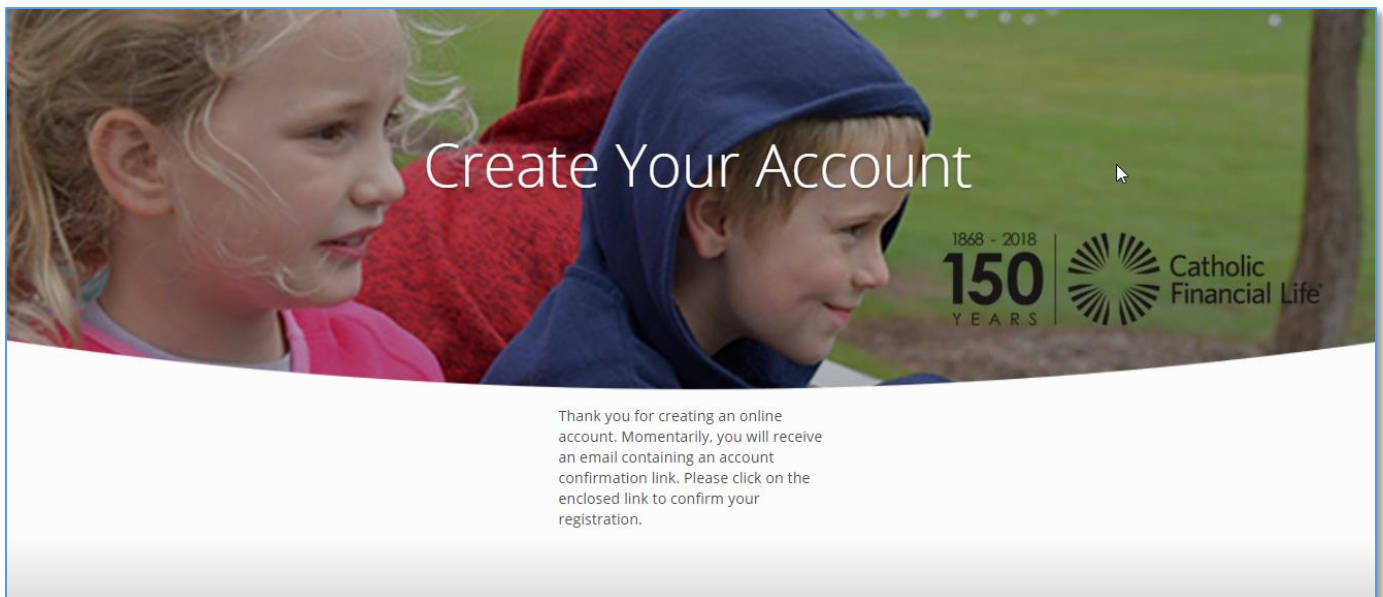 Create Your Account
1868 - 2018
150
YEARS
Catholic
Financial Life®
Thank you for creating an online
account. Momentarily, you will receive
an email containing an account
confirmation link. Please click on the
enclosed link to confirm your
registration.